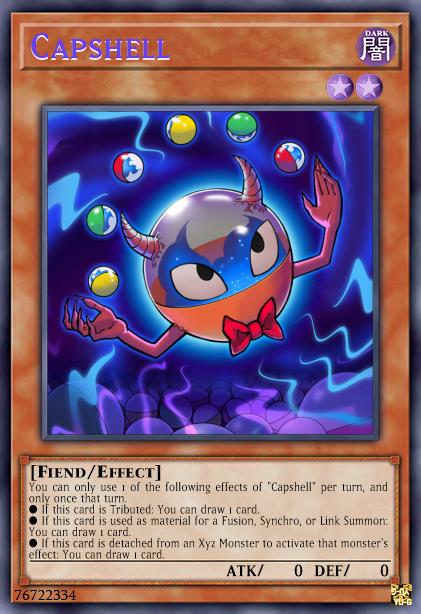 CAPSHELL
DARK
闇
[FIEND/EFFECT]
You can only use 1 of the following effects of "Capshell" per turn, and
only once that turn.
● If this card is Tributed: You can draw 1 card.
● If this card is used as material for a Fusion, Synchro, or Link Summon:
You can draw 1 card.
● If this card is detached from an Xyz Monster to activate that monster's
effect: You can draw 1 card.
ATK/ 0 DEF/ 0
76722334